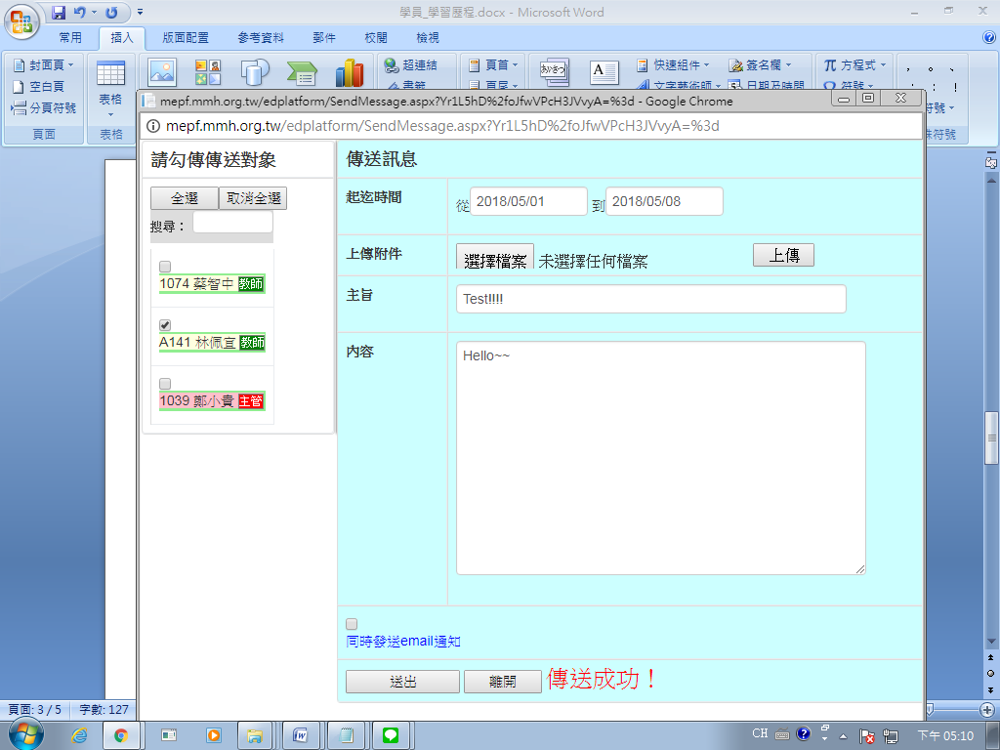 學員_學習歷程.docx - Microsoft Word
常用 插入 版面配置 參考資料 郵件 校閱 檢視
封面頁 表格 超連結 頁首 快速組件 簽名欄 π 方程式
空白頁 書籤 頁尾 文字藝術師 日期及時間 Ω 符號
分頁符號
頁面 表格
mepf.mmh.org.tw/edplatform/SendMessage.aspx?Yr1L5hD%2foJfwVPcH3JVvyA=%3d - Google Chrome
mepf.mmh.org.tw/edplatform/SendMessage.aspx?Yr1L5hD%2foJfwVPcH3JVvyA=%3d
請勾傳傳送對象
全選 取消全選
搜尋：
1074 蔡智中 教師
A141 林佩宣 教師
1039 鄭小貴 主管
傳送訊息
起迄時間 從 2018/05/01 到 2018/05/08
上傳附件 選擇檔案 未選擇任何檔案 上傳
主旨 Test!!!!
內容 Hello~~
同時發送email通知
送出 離開 傳送成功！
頁面: 3 / 5 字數: 127
CH 下午 05:10